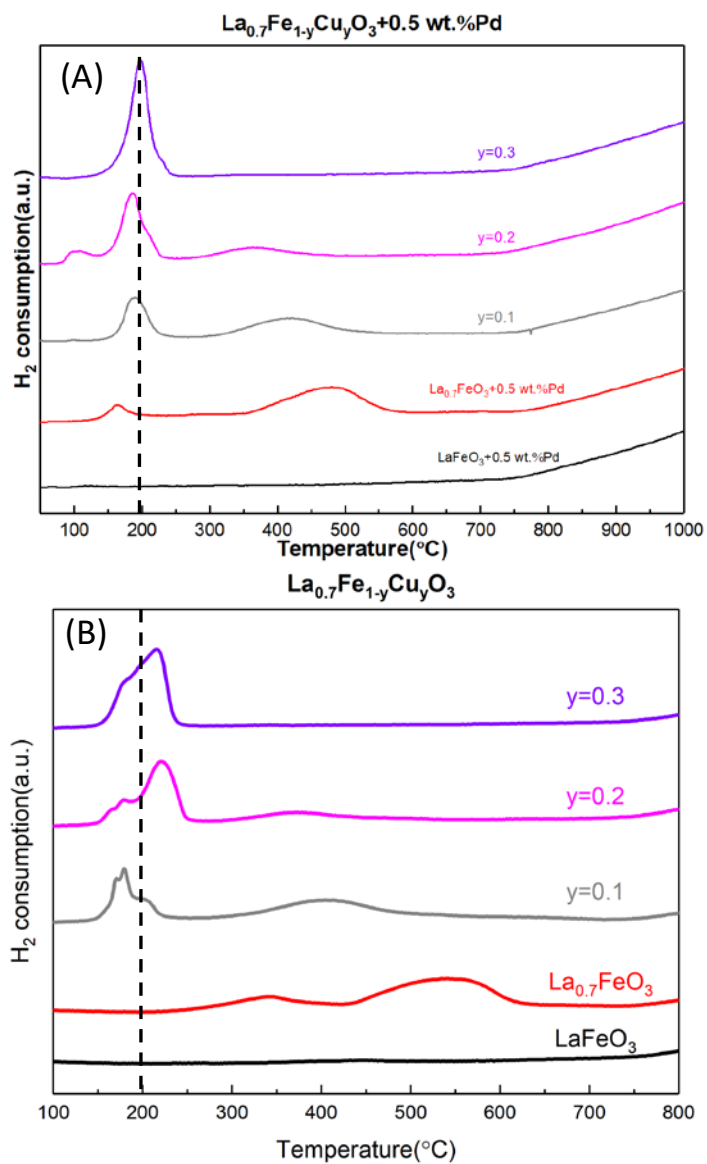 La₀.₇Fe₁₋yCuyO₃+0.5 wt.%Pd
(A)
H₂ consumption(a.u.)
y=0.3
y=0.2
y=0.1
La₀.₇FeO₃+0.5 wt.%Pd
LaFeO₃+0.5 wt.%Pd
100 200 300 400 500 600 700 800 900 1000
Temperature(°C)
La₀.₇Fe₁₋yCuyO₃
(B)
H₂ consumption(a.u.)
y=0.3
y=0.2
y=0.1
La₀.₇FeO₃
LaFeO₃
100 200 300 400 500 600 700 800
Temperature(°C)